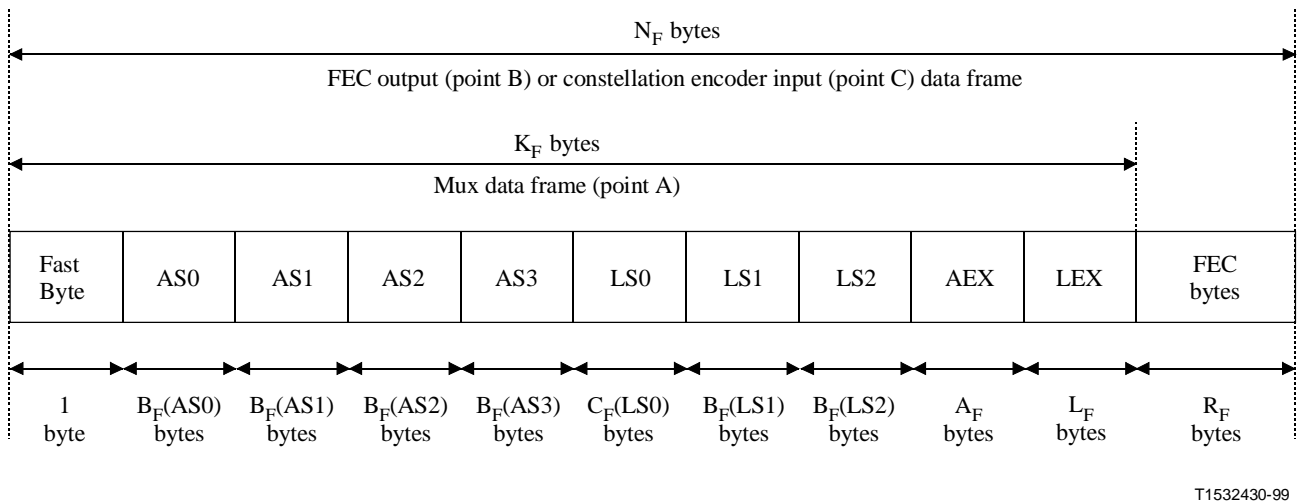 N_F bytes
FEC output (point B) or constellation encoder input (point C) data frame
K_F bytes
Mux data frame (point A)
Fast Byte
AS0
AS1
AS2
AS3
LS0
LS1
LS2
AEX
LEX
FEC bytes
1 byte
B_F(AS0) bytes
B_F(AS1) bytes
B_F(AS2) bytes
B_F(AS3) bytes
C_F(LS0) bytes
B_F(LS1) bytes
B_F(LS2) bytes
A_F bytes
L_F bytes
R_F bytes
T1532430-99